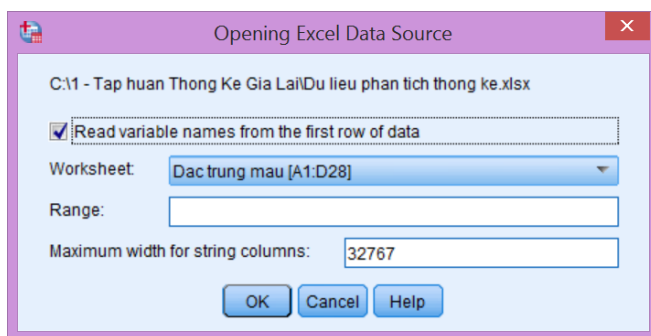 Opening Excel Data Source
C:\1 - Tap huan Thong Ke Gia Lai\Du lieu phan tich thong ke.xlsx
Read variable names from the first row of data
Worksheet: Dac trung mau [A1:D28]
Range:
Maximum width for string columns: 32767
OK Cancel Help